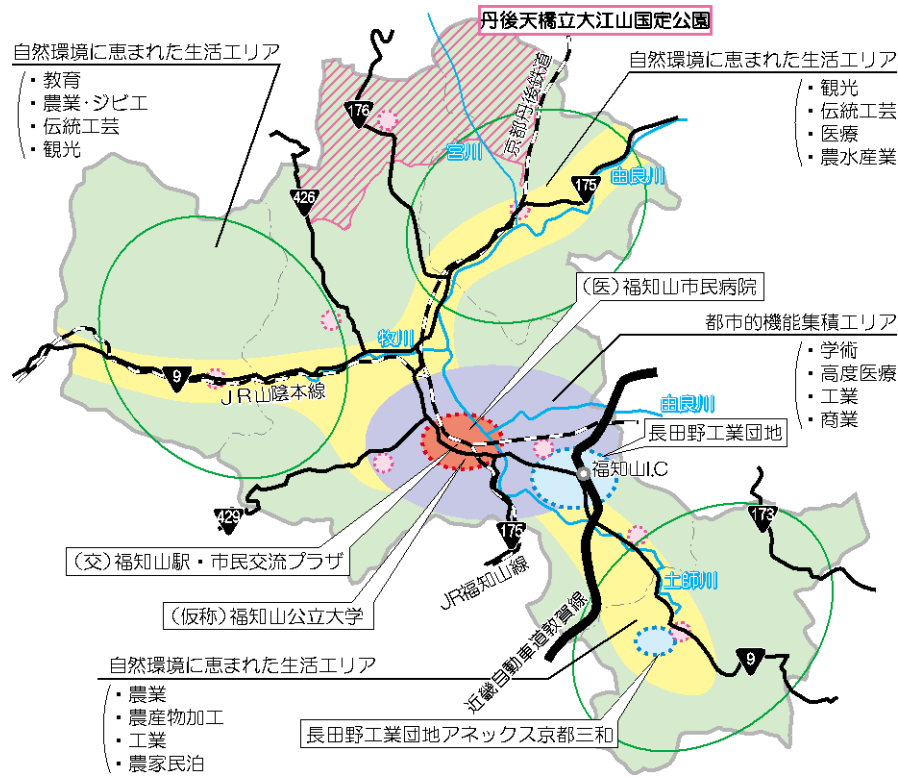 丹後天橋立大江山国定公園
自然環境に恵まれた生活エリア
・教育
・農業・ジビエ
・伝統工芸
・観光
自然環境に恵まれた生活エリア
・観光
・伝統工芸
・医療
・農水産業
176
京都丹後鉄道
宮川
175
由良川
426
(医)福知山市民病院
都市的機能集積エリア
・学術
・高度医療
・工業
・商業
牧川
9
JR山陰本線
由良川
長田野工業団地
福知山I.C
429
175
173
(交)福知山駅・市民交流プラザ
JR福知山線
土師川
(仮称)福知山公立大学
近畿自動車道敦賀線
9
自然環境に恵まれた生活エリア
・農業
・農産物加工
・工業
・農家民泊
長田野工業団地アネックス京都三和